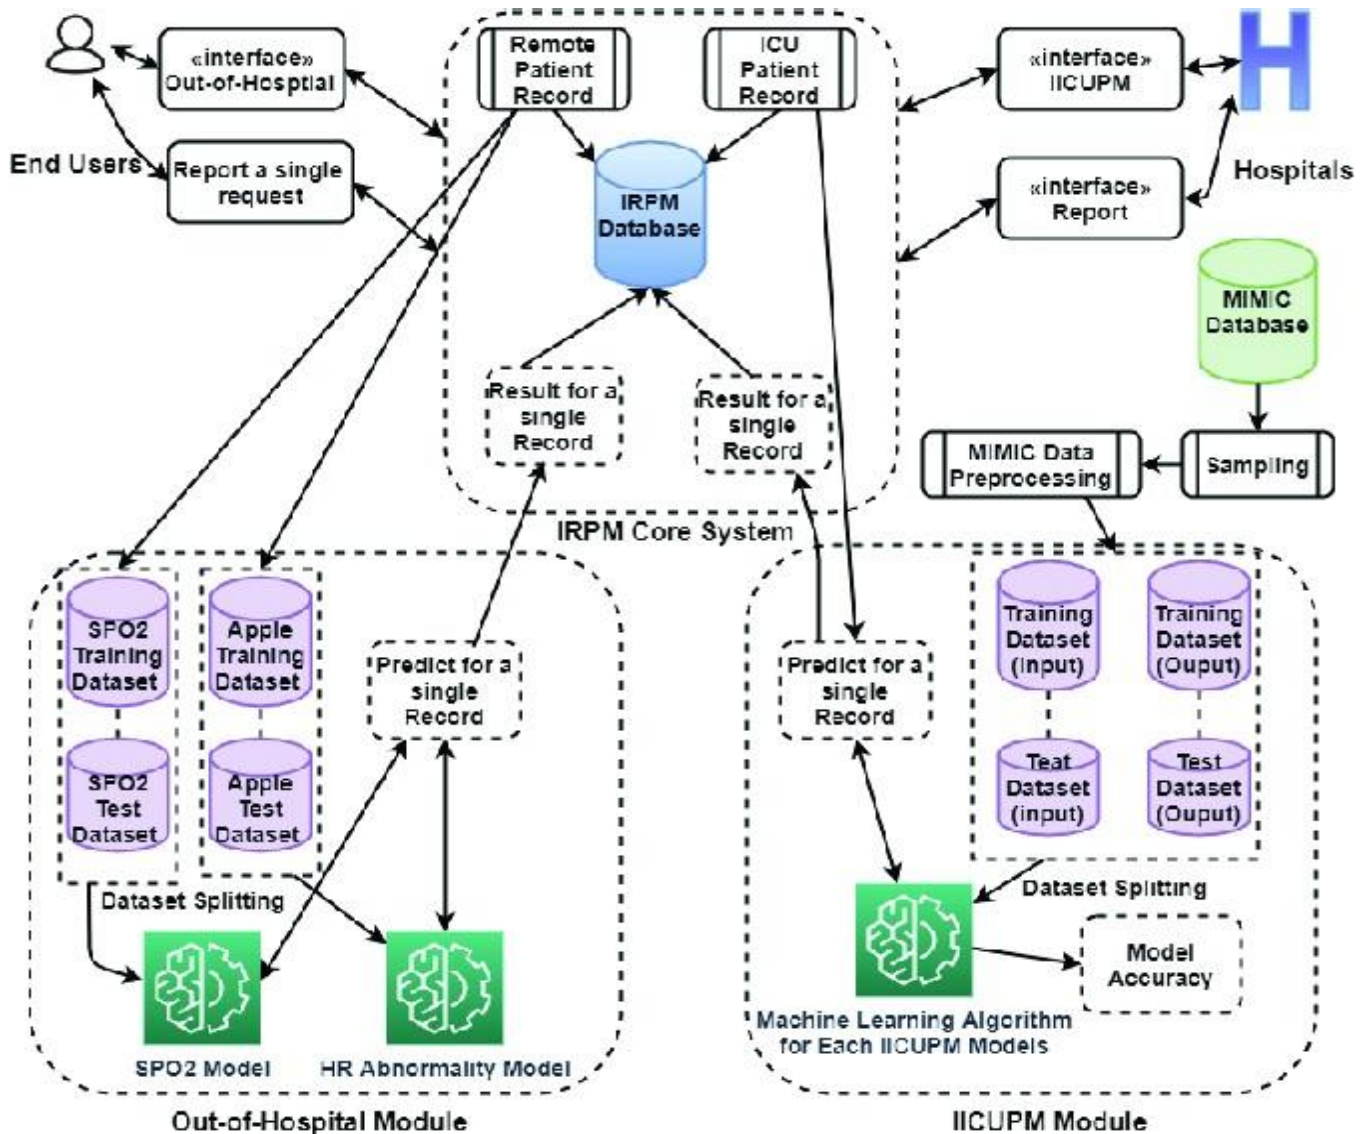 «interface»
Out-of-Hosptial
End Users
Report a single
request
Remote
Patient
Record
ICU
Patient
Record
IRPM
Database
«interface»
IICUPM
«interface»
Report
Hospitals
MIMIC
Database
Sampling
MIMIC Data
Preprocessing
Result for a
single
Record
Result for a
single
Record
IRPM Core System
SPO2
Training
Dataset
Apple
Training
Dataset
SPO2
Test
Dataset
Apple
Test
Dataset
Predict for a
single
Record
Dataset Splitting
SPO2 Model
HR Abnormality Model
Out-of-Hospital Module
Predict for a
single
Record
Training
Dataset
(Input)
Training
Dataset
(Ouput)
Teat
Dataset
(input)
Test
Dataset
(Ouput)
Dataset Splitting
Model
Accuracy
Machine Learning Algorithm
for Each IICUPM Models
IICUPM Module